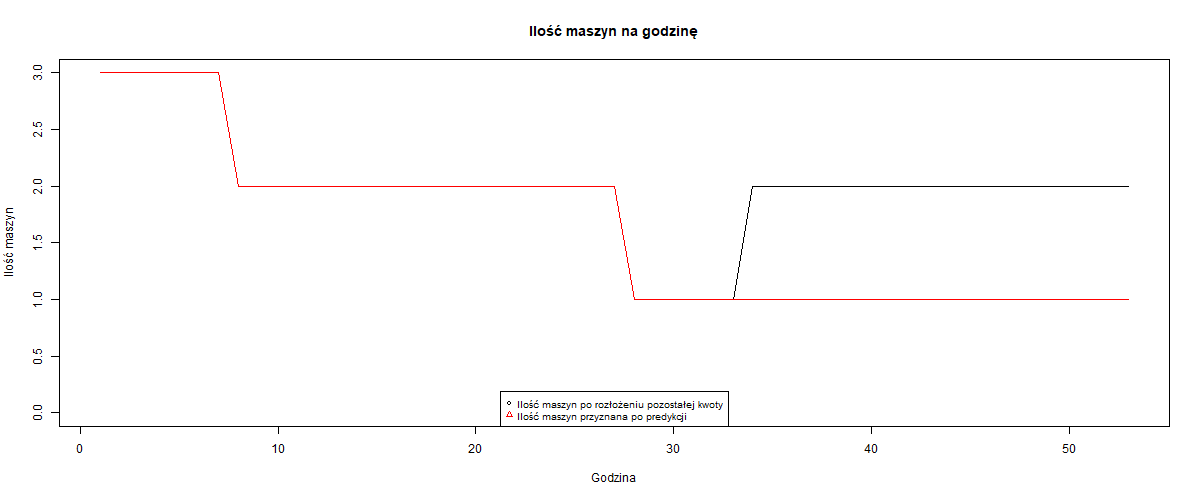 Ilość maszyn na godzinę
Ilość maszyn
3.0
2.5
2.0
1.5
1.0
0.5
0.0
Ilość maszyn po rozłożeniu pozostałej kwoty
Ilość maszyn przyznana po predykcji
0 10 20 30 40 50
Godzina